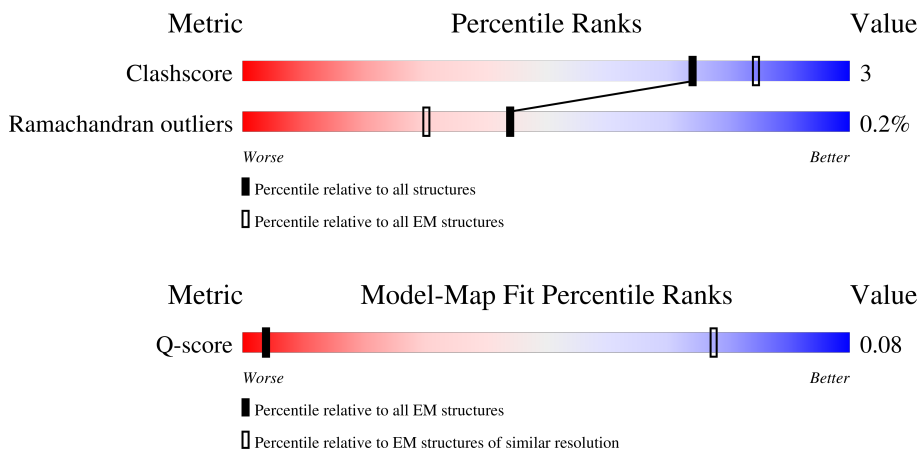 Metric Percentile Ranks Value
Clashscore 3
Ramachandran outliers 0.2%
Worse Better
Percentile relative to all structures
Percentile relative to all EM structures
Metric Model-Map Fit Percentile Ranks Value
Q-score 0.08
Worse Better
Percentile relative to all EM structures
Percentile relative to EM structures of similar resolution